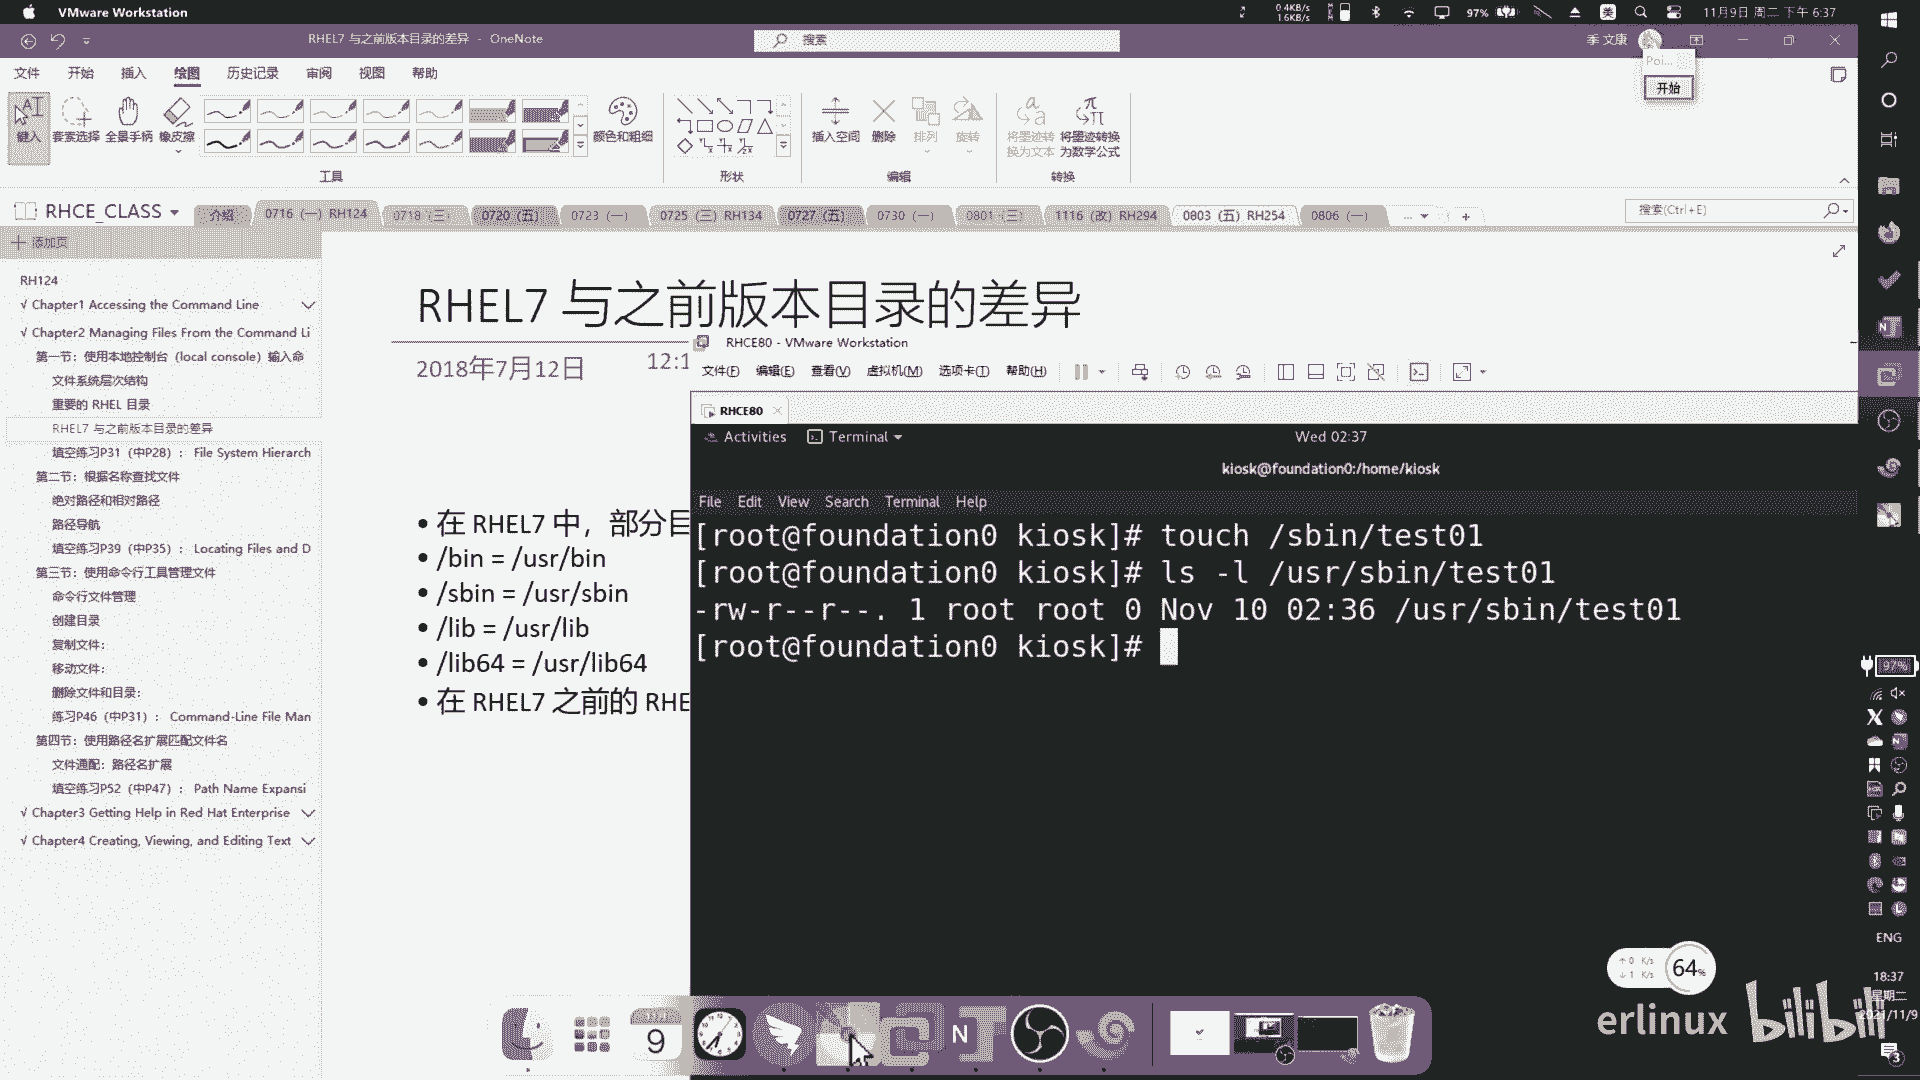 VMware Workstation
0.4KB/s
1.6KB/s
97%
美
11月9日 周二 下午 6:37
RHEL7 与之前版本目录的差异 - OneNote
搜索
季 文康
文件 开始 插入 绘图 历史记录 审阅 视图 帮助
Poi...
开始
键入 套索选择 全景手柄 橡皮擦
颜色和粗细
插入空间 删除 排列 旋转
将墨迹转换为文本
将墨迹转换为数学公式
工具 形状 编辑 转换
RHCE_CLASS
介绍 0716（一）RH124 0718（三） 0720（五） 0723（一） 0725（三）RH134 0727（五） 0730（一） 0801（三） 1116（改）RH294 0803（五）RH254 0806（一） ...
搜索(Ctrl+E)
添加页
RH124
√ Chapter1 Accessing the Command Line
√ Chapter2 Managing Files From the Command Li
第一节：使用本地控制台（local console）输入命
文件系统层次结构
重要的 RHEL 目录
RHEL7 与之前版本目录的差异
填空练习P31（中P28）： File System Hierarch
第二节：根据名称查找文件
绝对路径和相对路径
路径导航
填空练习P39（中P35）： Locating Files and D
第三节：使用命令行工具管理文件
命令行文件管理
创建目录
复制文件：
移动文件：
删除文件和目录：
练习P46（中P31）： Command-Line File Man
第四节：使用路径名扩展匹配文件名
文件通配：路径名扩展
填空练习P52（中P47）： Path Name Expansi
√ Chapter3 Getting Help in Red Hat Enterprise
√ Chapter4 Creating, Viewing, and Editing Text
RHEL7 与之前版本目录的差异
2018年7月12日 12:1
• 在 RHEL7 中，部分目
• /bin = /usr/bin
• /sbin = /usr/sbin
• /lib = /usr/lib
• /lib64 = /usr/lib64
• 在 RHEL7 之前的 RHE
RHCE80 - VMware Workstation
文件(F) 编辑(E) 查看(V) 虚拟机(M) 选项卡(T) 帮助(H)
RHCE80
Activities Terminal Wed 02:37
kiosk@foundation0:/home/kiosk
File Edit View Search Terminal Help
[root@foundation0 kiosk]# touch /sbin/test01
[root@foundation0 kiosk]# ls -l /usr/sbin/test01
-rw-r--r--. 1 root root 0 Nov 10 02:36 /usr/sbin/test01
[root@foundation0 kiosk]#
97%
ENG
18:37
星期二
2021/11/9
3
↑ 0 K/s
↓ 1 K/s
64%
erlinux bilibili
9